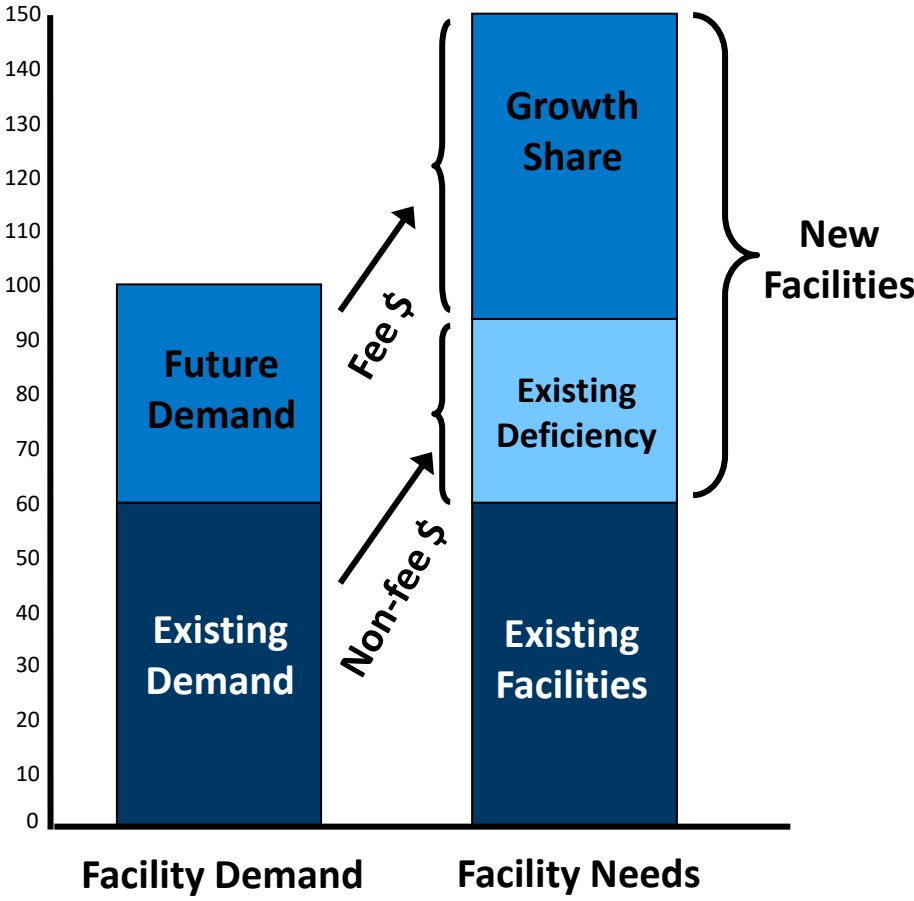 150
140
130
120
110
100
90
80
70
60
50
40
30
20
10
0
Future
Demand
Existing
Demand
Fee $
Non-fee $
Growth
Share
Existing
Deficiency
Existing
Facilities
New
Facilities
Facility Demand
Facility Needs